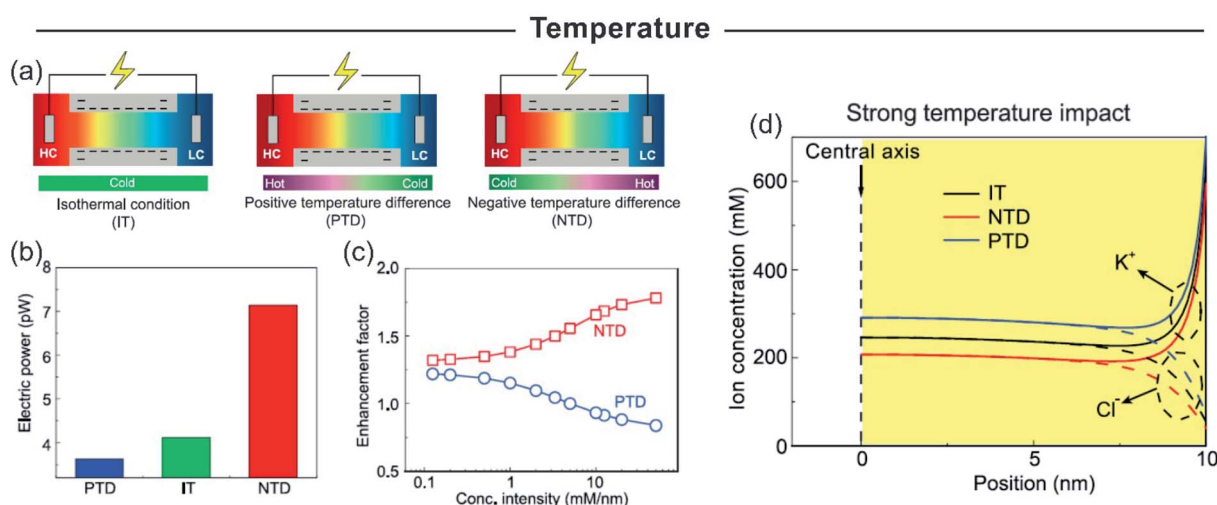 Temperature
(a)
HC
LC
HC
LC
HC
LC
Cold
Hot
Cold
Cold
Hot
Isothermal condition
(IT)
Positive temperature difference
(PTD)
Negative temperature difference
(NTD)
(b)
Electric power (pW)
8
7
6
5
4
PTD
IT
NTD
(c)
Enhancement factor
2.0
1.5
1.0
0.5
NTD
PTD
0.1
1
10
Conc. intensity (mM/nm)
(d)
Strong temperature impact
Central axis
IT
NTD
PTD
K+
Cl-
Ion concentration (mM)
600
400
200
0
-2
0
5
10
Position (nm)